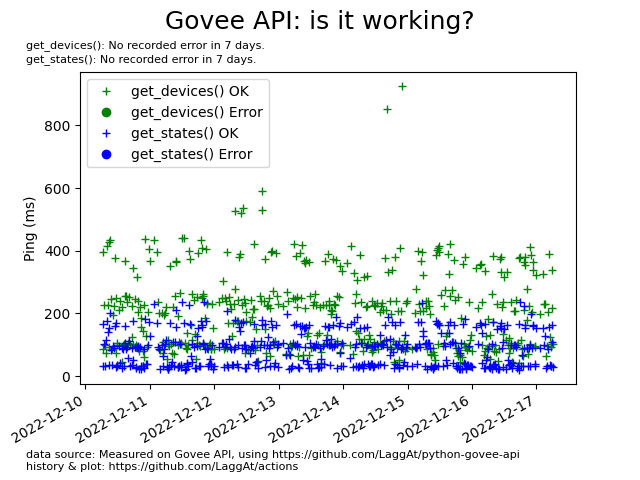 Govee API: is it working?
get_devices(): No recorded error in 7 days.
get_states(): No recorded error in 7 days.
get_devices() OK
get_devices() Error
get_states() OK
get_states() Error
800
600
400
200
0
Ping (ms)
2022-12-10
2022-12-11
2022-12-12
2022-12-13
2022-12-14
2022-12-15
2022-12-16
2022-12-17
data source: Measured on Govee API, using https://github.com/LaggAt/python-govee-api
history & plot: https://github.com/LaggAt/actions